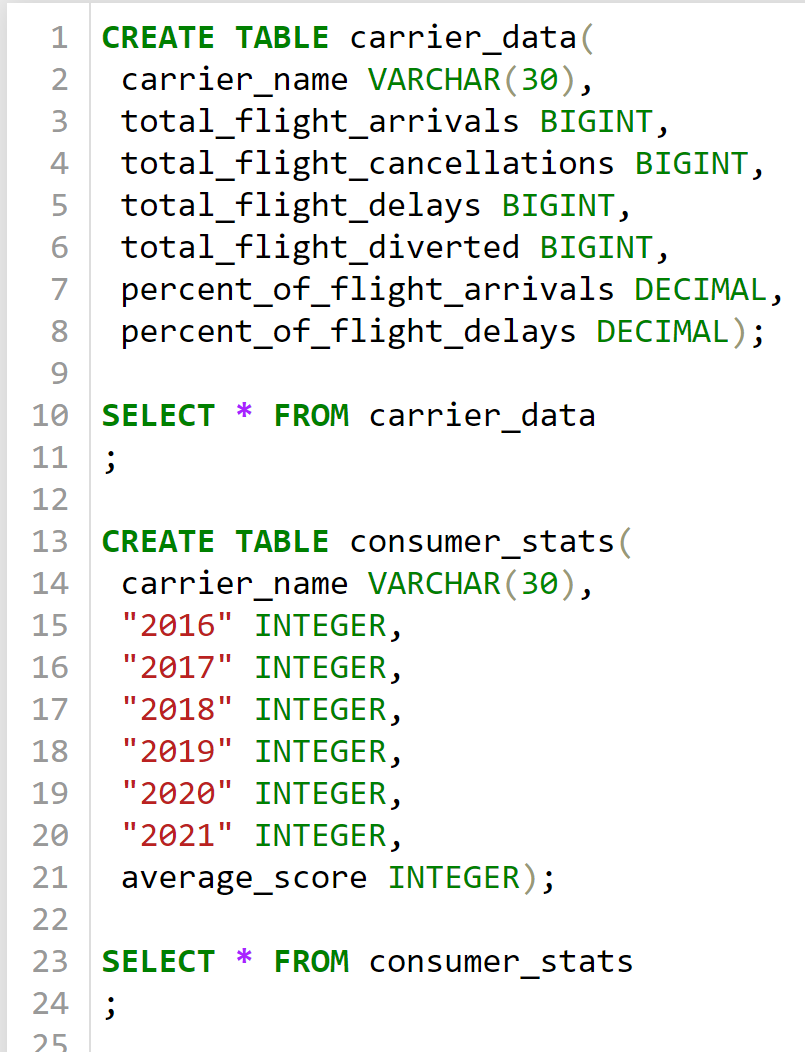 1 CREATE TABLE carrier_data(
2 carrier_name VARCHAR(30),
3 total_flight_arrivals BIGINT,
4 total_flight_cancellations BIGINT,
5 total_flight_delays BIGINT,
6 total_flight_diverted BIGINT,
7 percent_of_flight_arrivals DECIMAL,
8 percent_of_flight_delays DECIMAL);
9
10 SELECT * FROM carrier_data
11 ;
12
13 CREATE TABLE consumer_stats(
14 carrier_name VARCHAR(30),
15 "2016" INTEGER,
16 "2017" INTEGER,
17 "2018" INTEGER,
18 "2019" INTEGER,
19 "2020" INTEGER,
20 "2021" INTEGER,
21 average_score INTEGER);
22
23 SELECT * FROM consumer_stats
24 ;
25